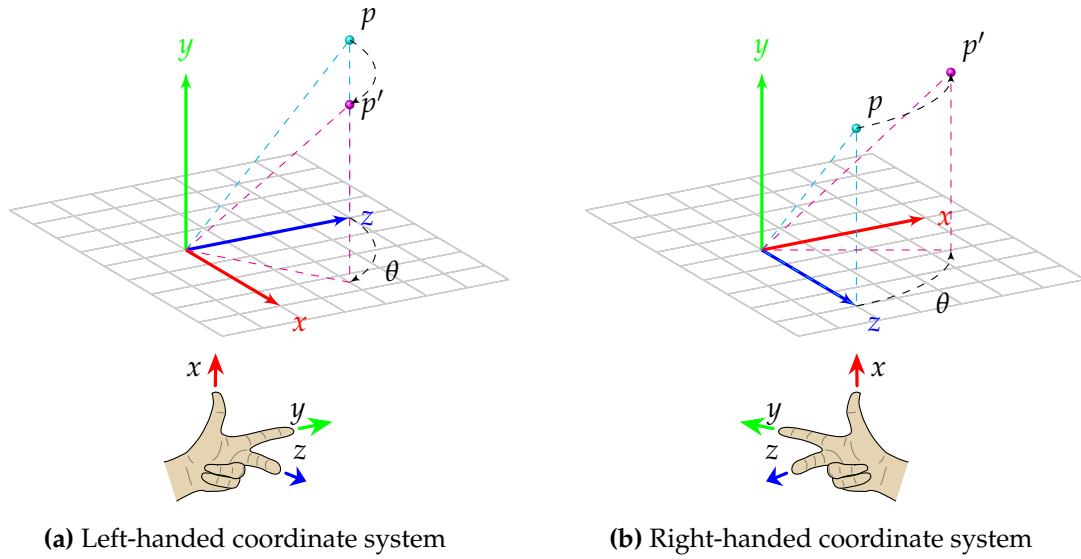 y
p
p′
z
θ
x
x
y
z
(a) Left-handed coordinate system
y
p′
p
x
θ
z
x
y
z
(b) Right-handed coordinate system